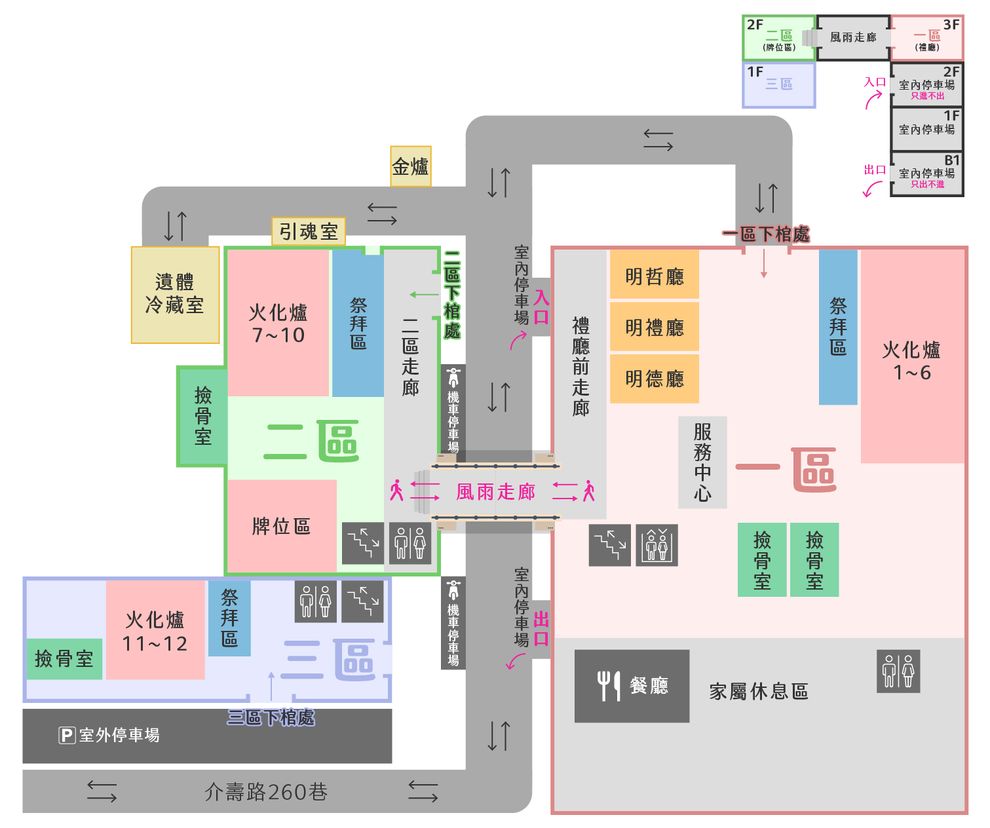 2F
二區
(牌位區)
風雨走廊
3F
一區
(禮廳)
1F
三區
入口
2F
室內停車場
只進不出
1F
室內停車場
出口
B1
室內停車場
只出不進
金爐
引魂室
遺體
冷藏室
火化爐
7~10
祭拜區
二區走廊
二區下棺處
撿骨室
二區
牌位區
機車停車場
風雨走廊
室內停車場
入口
一區下棺處
禮廳前走廊
明哲廳
明禮廳
明德廳
祭拜區
火化爐
1~6
服務中心
一區
撿骨室
撿骨室
火化爐
11~12
祭拜區
撿骨室
三區
三區下棺處
機車停車場
室內停車場
出口
餐廳
家屬休息區
P室外停車場
介壽路260巷